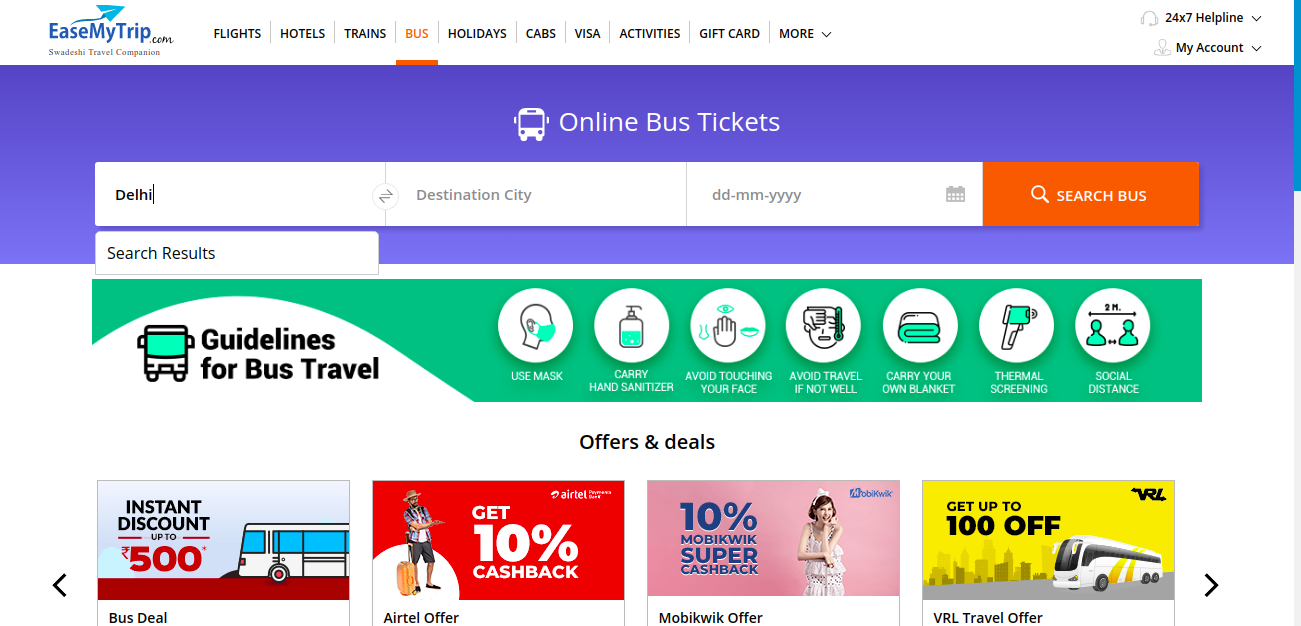 EaseMyTrip.com
Swadeshi Travel Companion
FLIGHTS HOTELS TRAINS BUS HOLIDAYS CABS VISA ACTIVITIES GIFT CARD MORE
24x7 Helpline
My Account
Online Bus Tickets
Delhi Destination City dd-mm-yyyy SEARCH BUS
Search Results
Guidelines
for Bus Travel
USE MASK
CARRY
HAND SANITIZER
AVOID TOUCHING
YOUR FACE
AVOID TRAVEL
IF NOT WELL
CARRY YOUR
OWN BLANKET
THERMAL
SCREENING
2 M.
SOCIAL
DISTANCE
Offers & deals
INSTANT
DISCOUNT
UP TO
₹500*
Bus Deal
airtel Payments Bank
GET
10%
CASHBACK
Airtel Offer
MobiKwik
10%
MOBIKWIK
SUPER
CASHBACK
Mobikwik Offer
VRL
GET UP TO
100 OFF
VRL Travel Offer